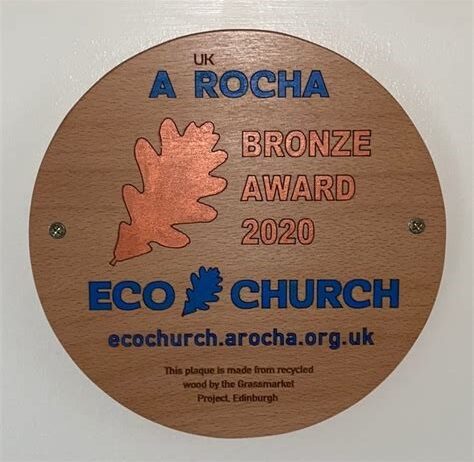 UK
A ROCHA
BRONZE
AWARD
2020
ECO CHURCH
ecochurch.arocha.org.uk
This plaque is made from recycled
wood by the Grassmarket
Project, Edinburgh